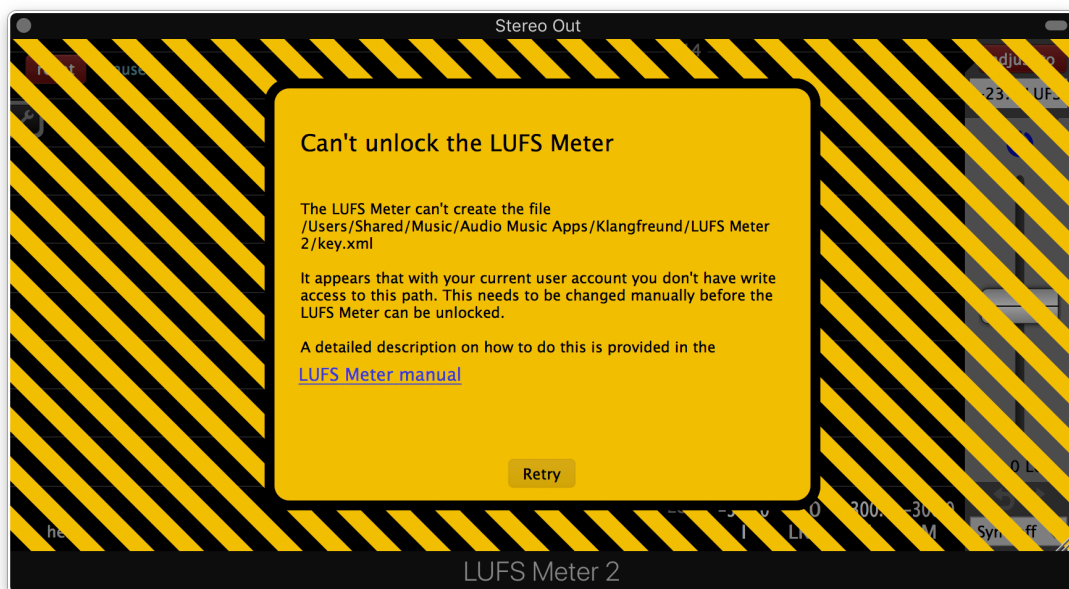 Stereo Out
Can't unlock the LUFS Meter
The LUFS Meter can't create the file
/Users/Shared/Music/Audio Music Apps/Klangfreund/LUFS Meter
2/key.xml
It appears that with your current user account you don't have write
access to this path. This needs to be changed manually before the
LUFS Meter can be unlocked.
A detailed description on how to do this is provided in the
LUFS Meter manual
Retry
LUFS Meter 2